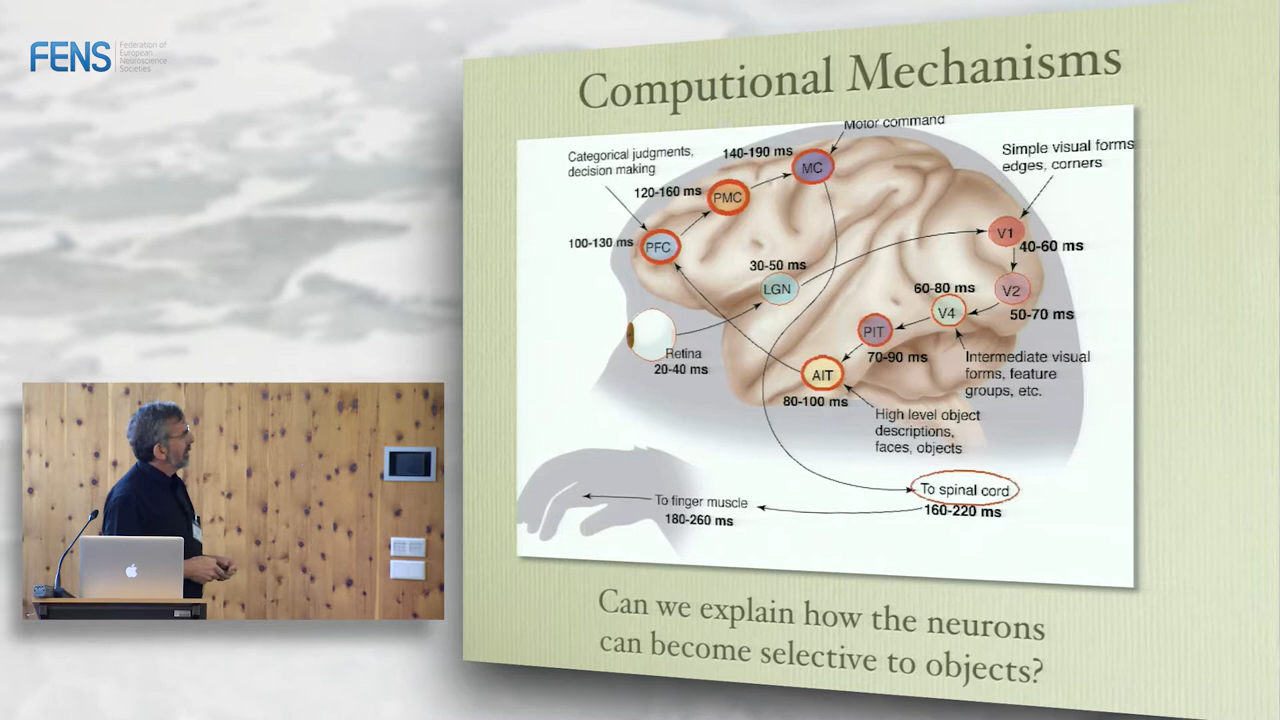 FENS
Federation of
European
Neuroscience
Societies
Computional Mechanisms
Motor command
Categorical judgments,
decision making
140-190 ms
MC
Simple visual forms
edges, corners
120-160 ms
PMC
100-130 ms
PFC
V1
40-60 ms
30-50 ms
LGN
60-80 ms
V2
V4
50-70 ms
PIT
70-90 ms
Retina
20-40 ms
AIT
80-100 ms
Intermediate visual
forms, feature
groups, etc.
High level object
descriptions,
faces, objects
To spinal cord
160-220 ms
To finger muscle
180-260 ms
Can we explain how the neurons
can become selective to objects?